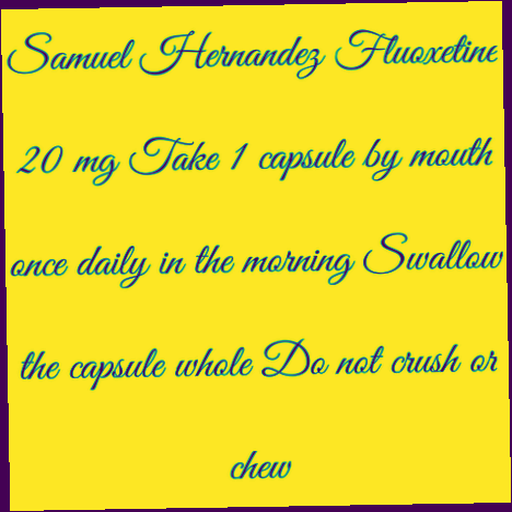 Samuel Hernandez Fluoxetine
20 mg Take 1 capsule by mouth
once daily in the morning Swallow
the capsule whole Do not crush or
chew